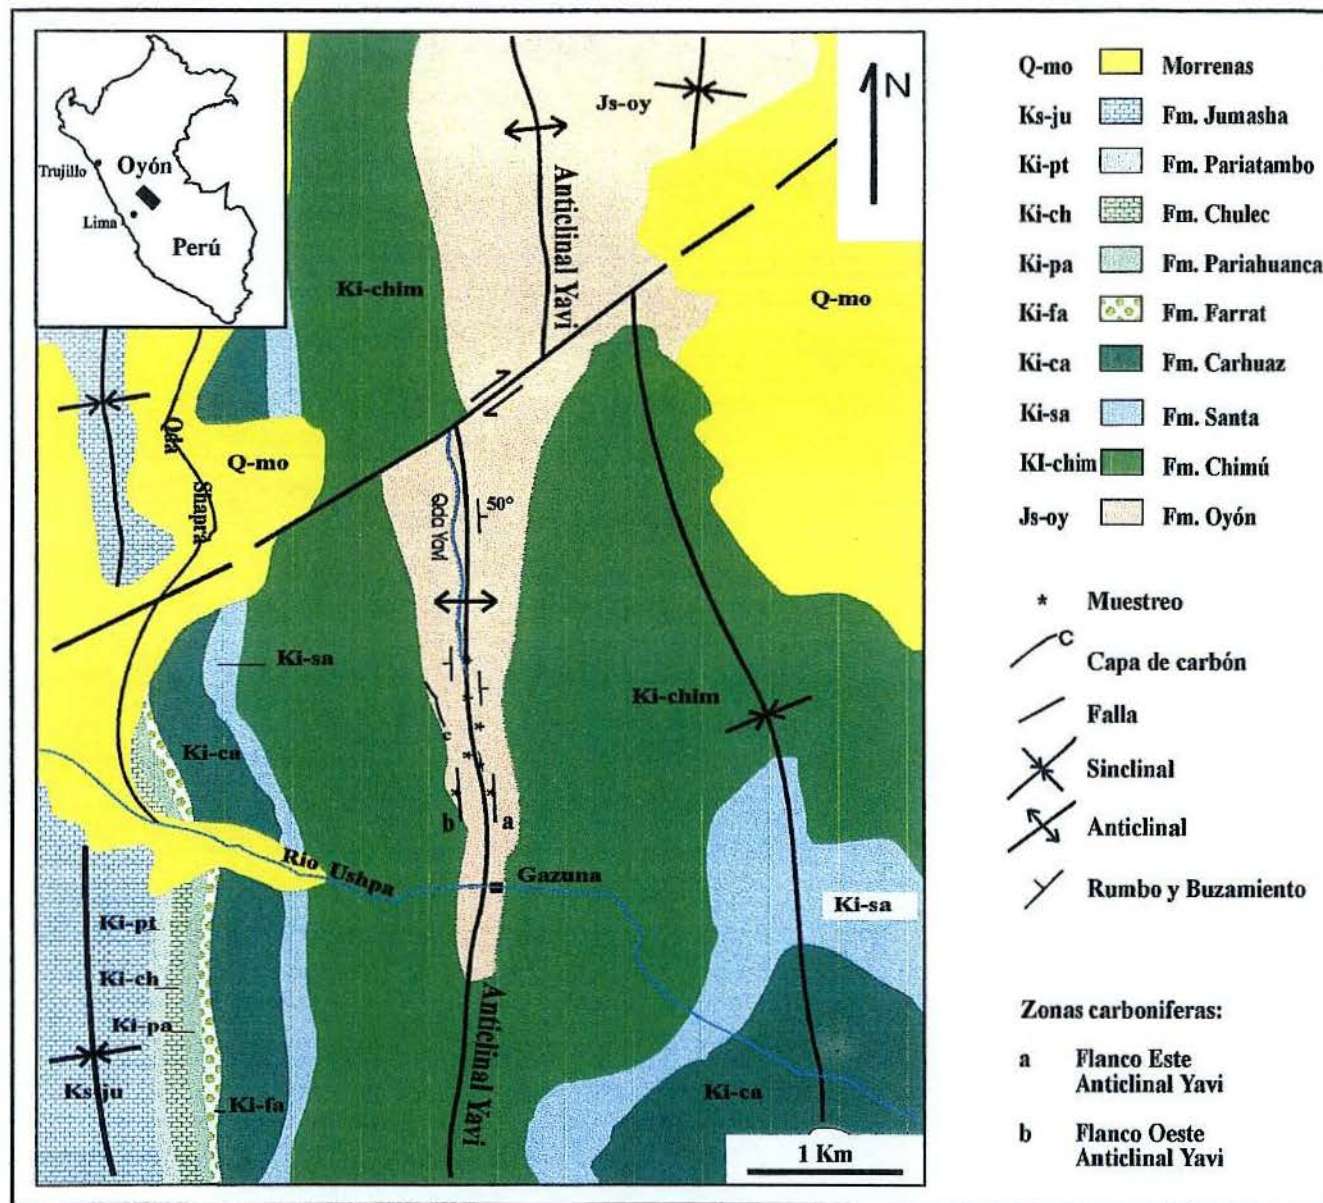 Trujillo
Oyón
Lima
Perú
Js-oy
N
Anticlinal Yavi
Ki-chim
Q-mo
Qda
Shapra
Q-mo
50°
Qda Yavi
Ki-sa
Ki-chim
Ki-ca
c
b
a
Rio Ushpa
Gazuna
Ki-sa
Ki-pt
Ki-ch
Ki-pa
Anticlinal Yavi
Ks-ju
Ki-fa
Ki-ca
1 Km
Q-mo Morrenas
Ks-ju Fm. Jumasha
Ki-pt Fm. Pariatambo
Ki-ch Fm. Chulec
Ki-pa Fm. Pariahuanca
Ki-fa Fm. Farrat
Ki-ca Fm. Carhuaz
Ki-sa Fm. Santa
KI-chim Fm. Chimú
Js-oy Fm. Oyón
* Muestreo
C
Capa de carbón
Falla
Sinclinal
Anticlinal
Rumbo y Buzamiento
Zonas carboniferas:
a Flanco Este
Anticlinal Yavi
b Flanco Oeste
Anticlinal Yavi